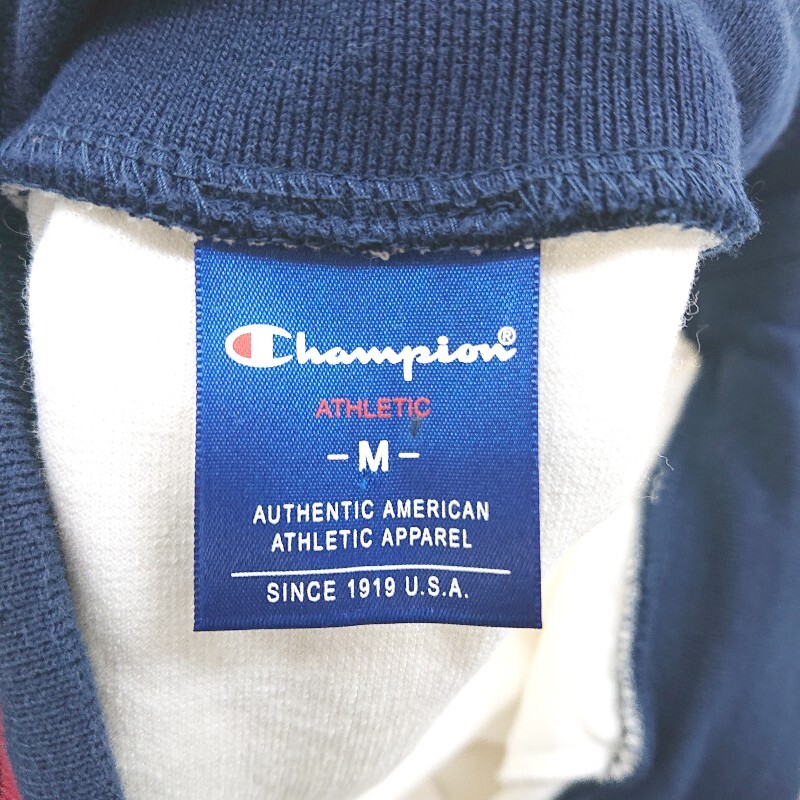 Champion®
ATHLETIC
-M-
AUTHENTIC AMERICAN
ATHLETIC APPAREL
SINCE 1919 U.S.A.